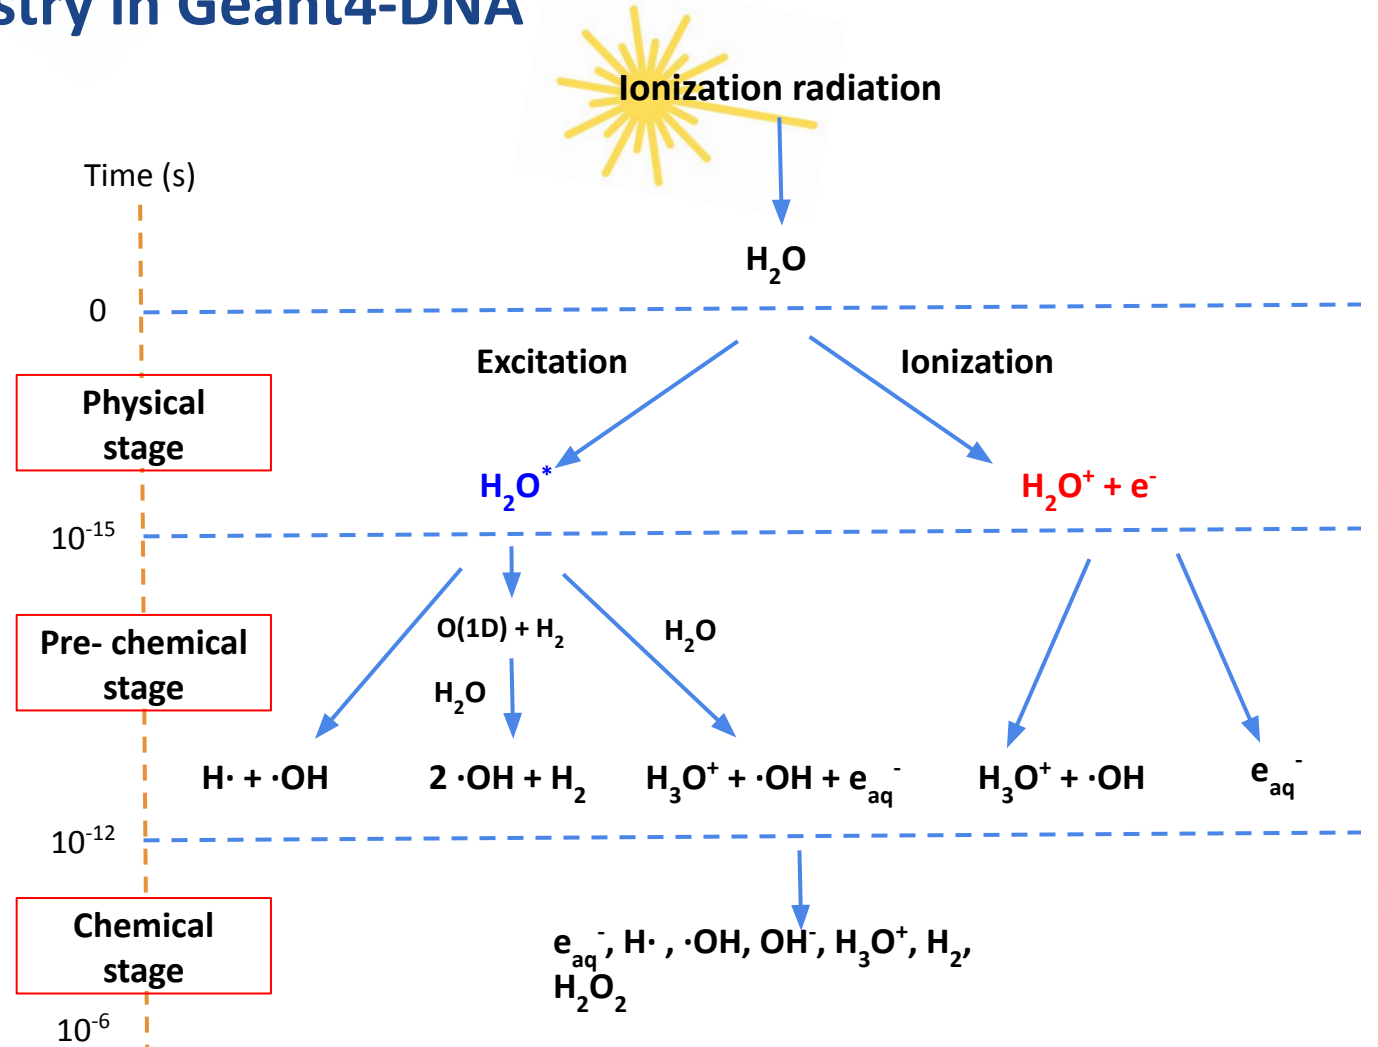 stry in Geant4-DNA
Ionization radiation
Time (s)
H₂O
0
Excitation
Ionization
Physical
stage
H₂O*
H₂O⁺ + e⁻
10⁻¹⁵
O(1D) + H₂
H₂O
Pre- chemical
stage
H₂O
H· + ·OH
2 ·OH + H₂
H₃O⁺ + ·OH + eₐq⁻
H₃O⁺ + ·OH
eₐq⁻
10⁻¹²
Chemical
stage
eₐq⁻, H· , ·OH, OH⁻, H₃O⁺, H₂,
H₂O₂
10⁻⁶